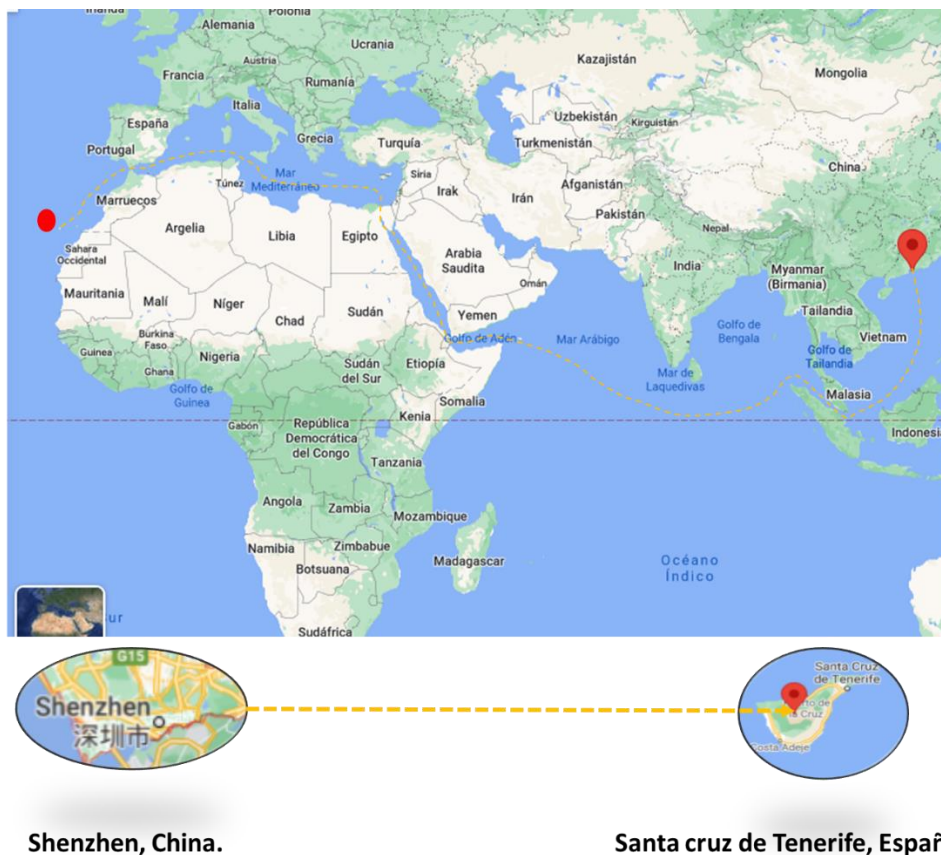 Irlanda
Polonia
Alemania
Ucrania
Austria
Francia
Rumanía
Kazajistán
Mongolia
Italia
España
Portugal
Grecia
Turquía
Uzbekistán
Kirguistán
Turkmenistán
Mar
Mediterráneo
Túnez
Siria
Irak
Irán
Afganistán
China
Marruecos
Pakistán
Nepal
Argelia
Libia
Egipto
Sahara
Occidental
Arabia
Saudita
Omán
India
Myanmar
(Birmania)
Mauritania
Malí
Níger
Chad
Sudán
Yemen
Tailandia
Burkina
Faso
Golfo de Adén
Mar Arábigo
Golfo de
Bengala
Vietnam
Guinea
Nigeria
Ghana
Sudán
del Sur
Etiopía
Golfo de
Tailandia
Golfo de
Guinea
Somalia
Mar de
Laquedivas
Malasia
Gabón
República
Democrática
del Congo
Kenia
Indonesia
Tanzania
Angola
Zambia
Mozambique
Namibia
Zimbabue
Botsuana
Madagascar
Océano
Índico
Sudáfrica
ur
G15
Shenzhen
深圳市
Santa Cruz
de Tenerife
la Cruz
Costa Adeje
Shenzhen, China.
Santa cruz de Tenerife, Españ